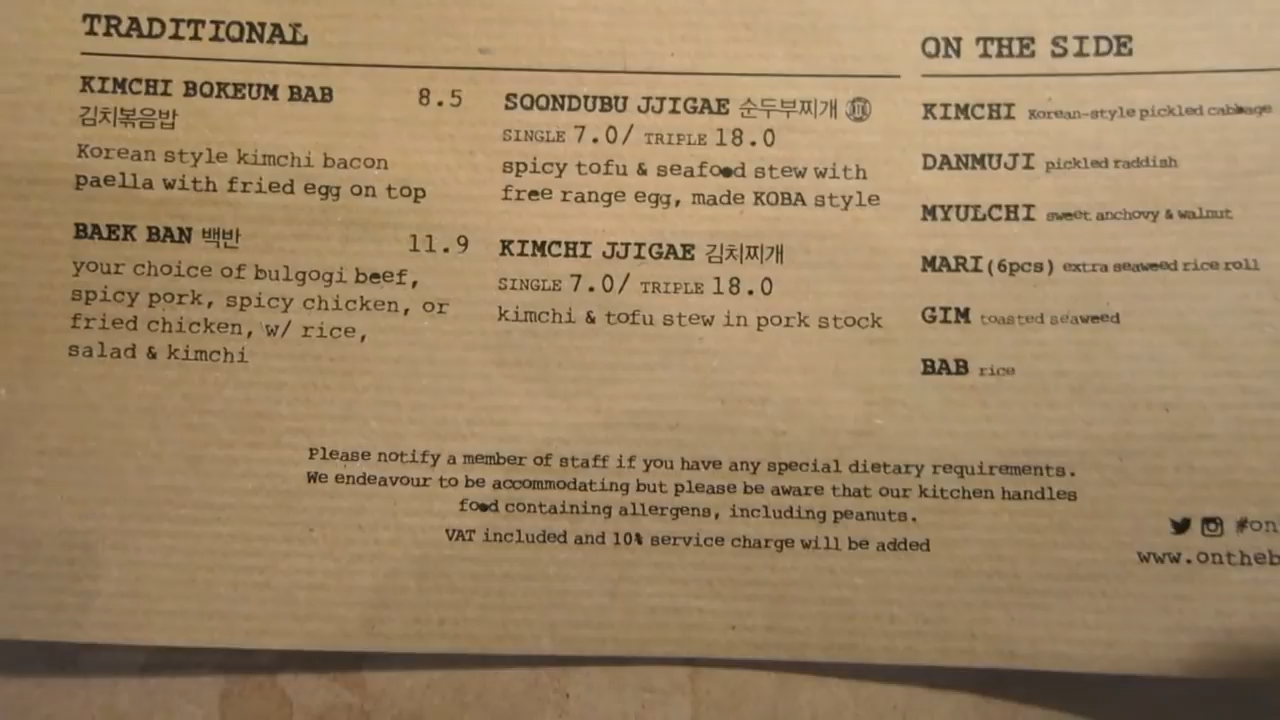 TRADITIONAL
KIMCHI BOKEUM BAB 8.5
김치볶음밥
Korean style kimchi bacon
paella with fried egg on top
BAEK BAN 백반 11.9
your choice of bulgogi beef,
spicy pork, spicy chicken, or
fried chicken, w/ rice,
salad & kimchi
SOONDUBU JJIGAE 순두부찌개
SINGLE 7.0/ TRIPLE 18.0
spicy tofu & seafood stew with
free range egg, made KOBA style
KIMCHI JJIGAE 김치찌개
SINGLE 7.0/ TRIPLE 18.0
kimchi & tofu stew in pork stock
ON THE SIDE
KIMCHI Korean-style pickled cabbage
DANMUJI pickled raddish
MYULCHI sweet anchovy & walnut
MARI(6pcs) extra seaweed rice roll
GIM toasted seaweed
BAB rice
Please notify a member of staff if you have any special dietary requirements.
We endeavour to be accommodating but please be aware that our kitchen handles
food containing allergens, including peanuts.
VAT included and 10% service charge will be added
#on
www.ontheb